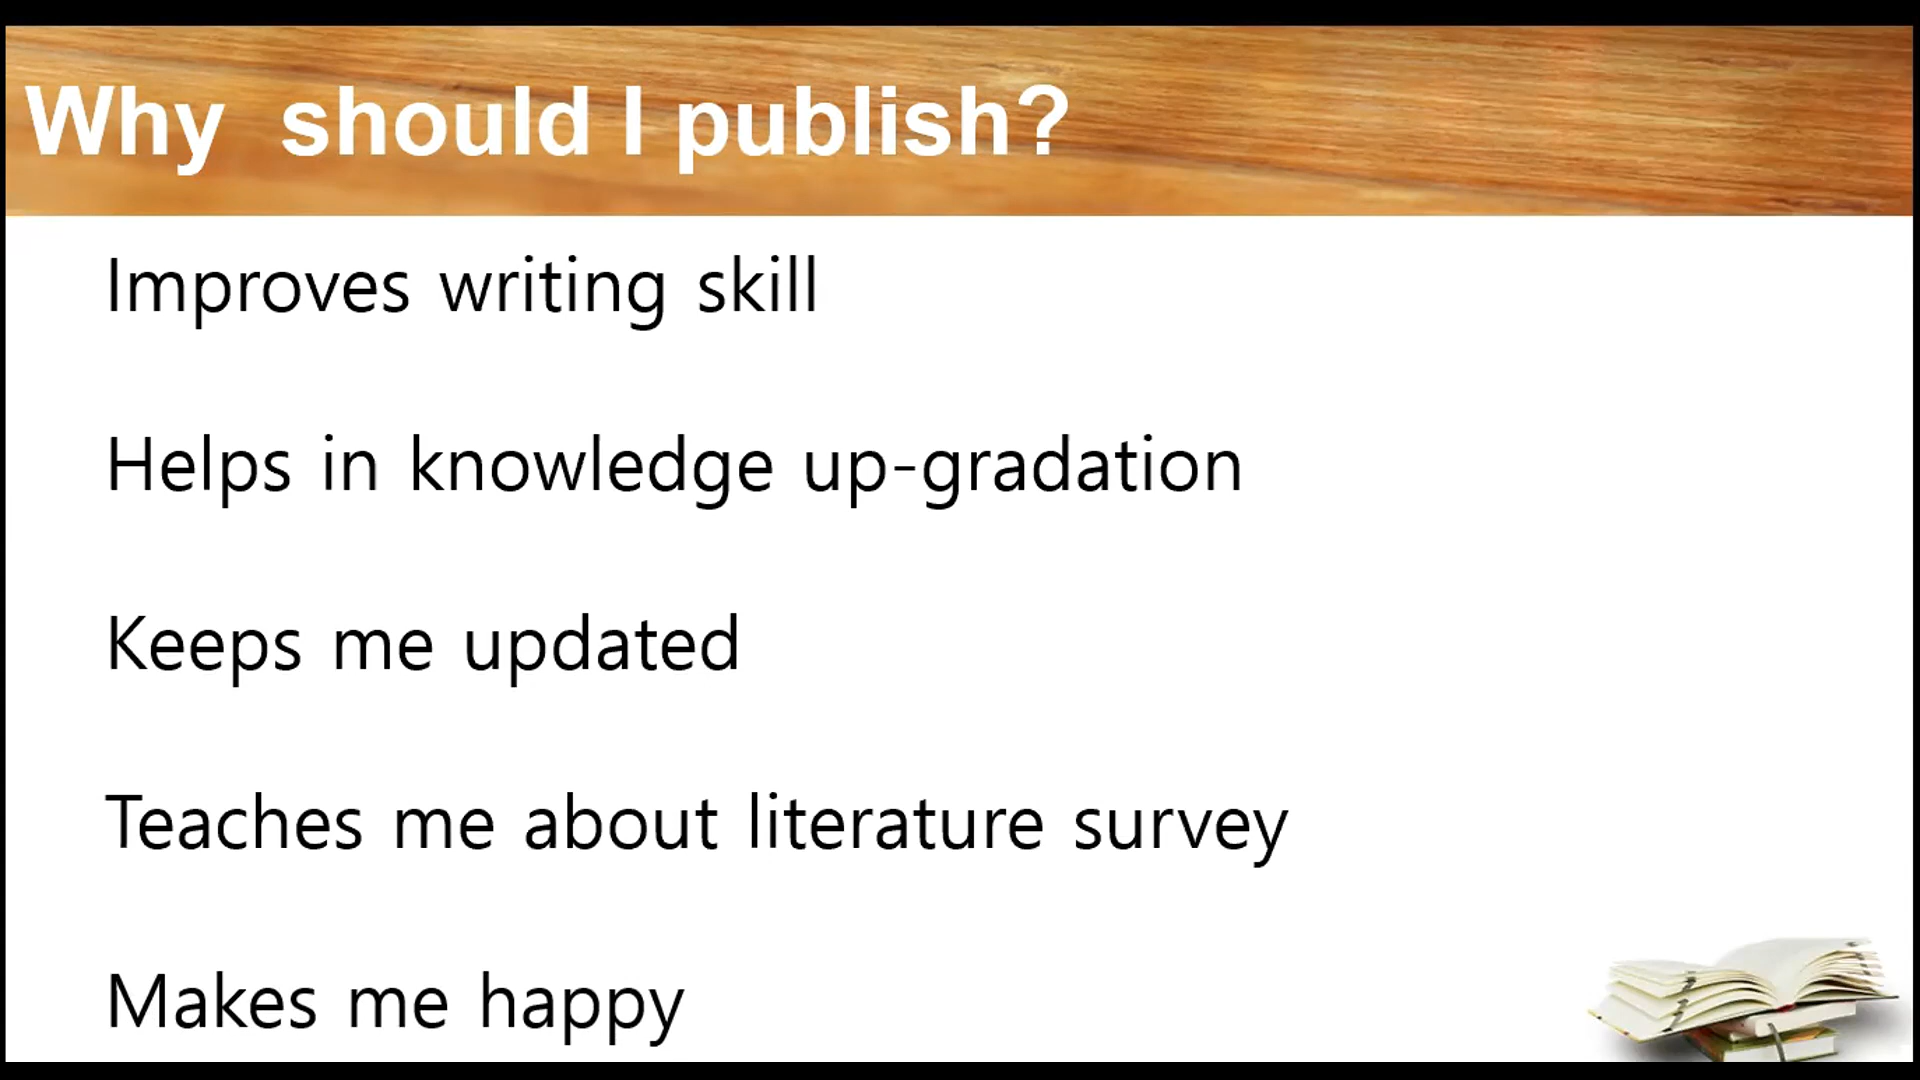 Why  should I publish?
Improves writing skill
Helps in knowledge up-gradation
Keeps me updated
Teaches me about literature survey
Makes me happy